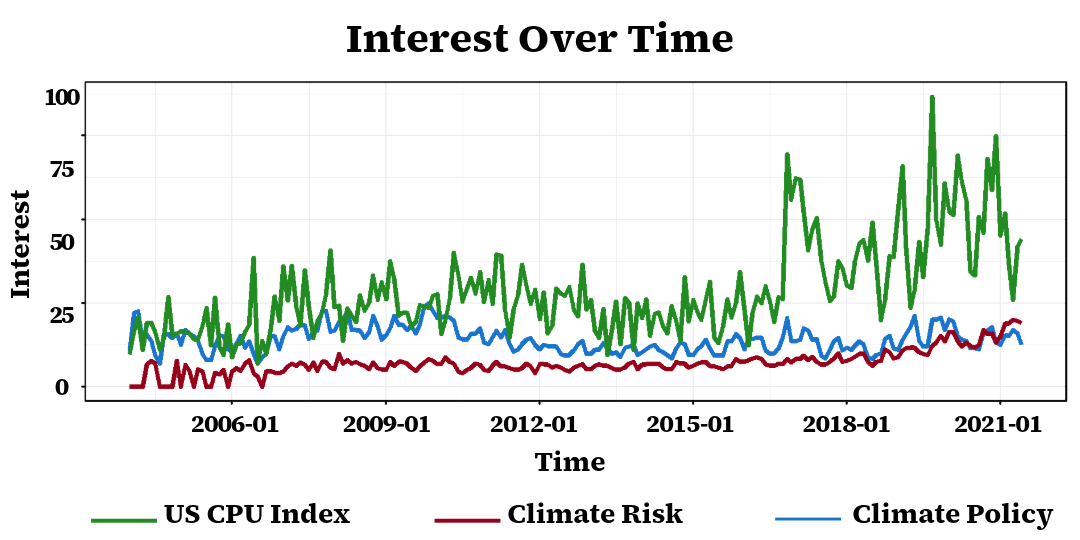 Interest Over Time
Interest
100
75
50
25
0
2006-01 2009-01 2012-01 2015-01 2018-01 2021-01
Time
US CPU Index Climate Risk Climate Policy